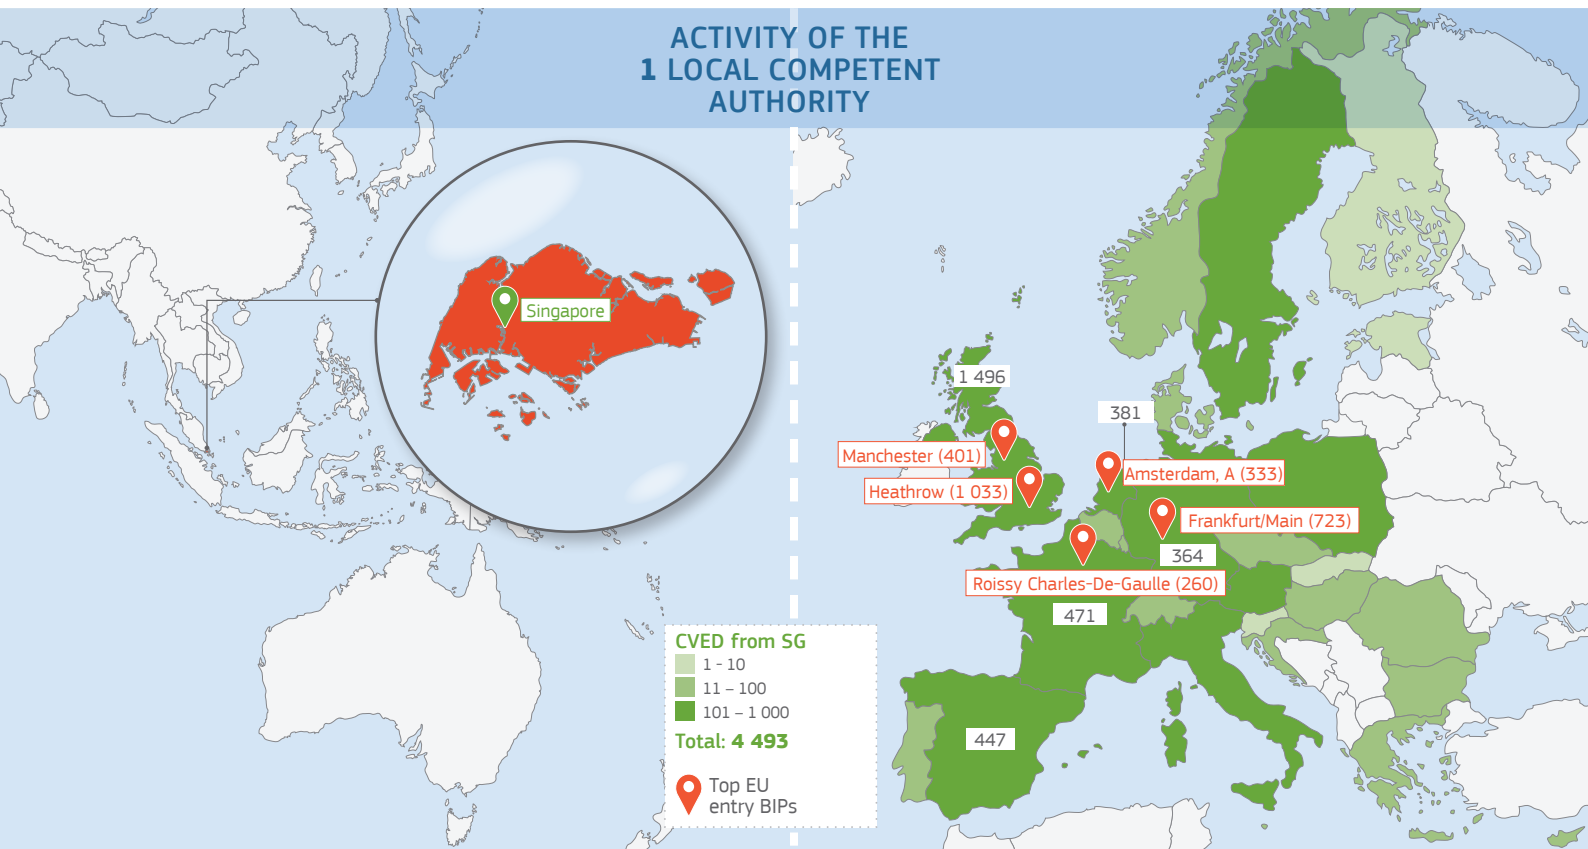 ACTIVITY OF THE
1 LOCAL COMPETENT
AUTHORITY
Singapore
1 496
381
Manchester (401)
Amsterdam, A (333)
Heathrow (1 033)
Frankfurt/Main (723)
364
Roissy Charles-De-Gaulle (260)
471
447
CVED from SG
1 - 10
11 – 100
101 – 1 000
Total: 4 493
Top EU
entry BIPs